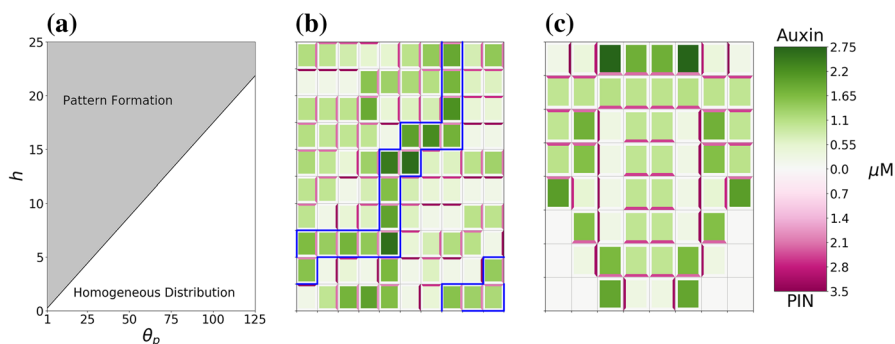 (a)
25
20
15
10
5
0
h
Pattern Formation
Homogeneous Distribution
1 25 50 75 100 125
θp
(b)
(c)
Auxin
2.75
2.2
1.65
1.1
0.55
0.0
0.7
1.4
2.1
2.8
3.5
μM
PIN